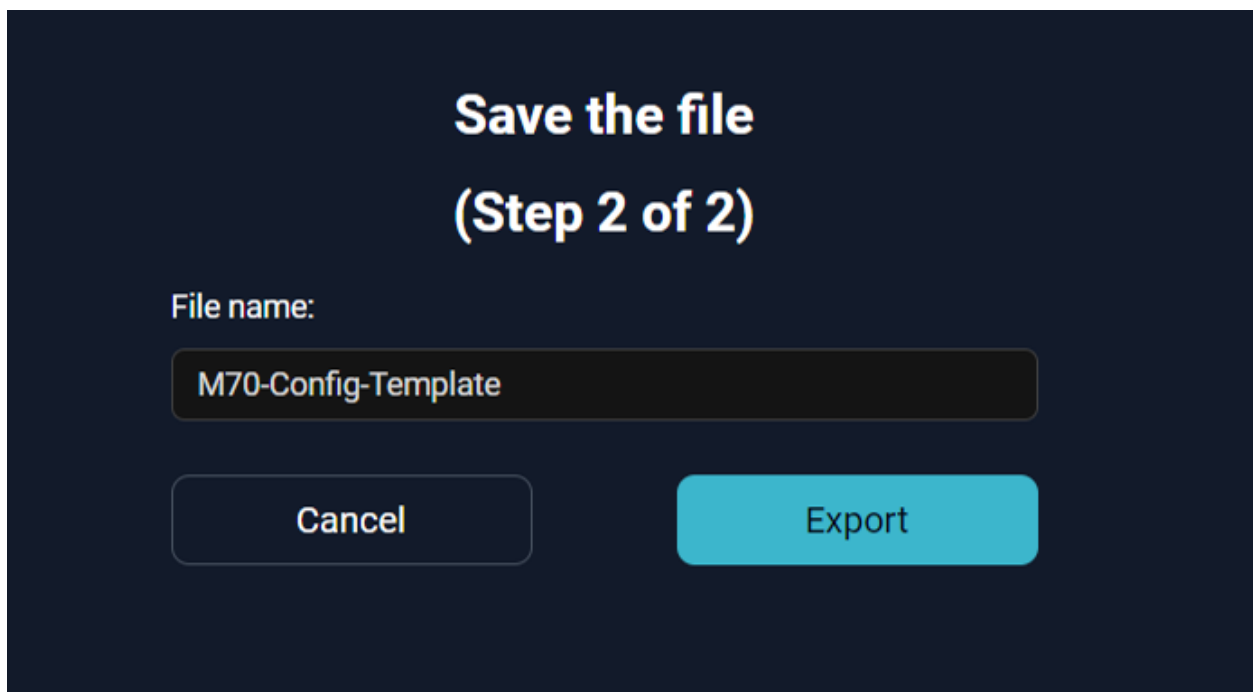 Save the file
(Step 2 of 2)
File name:
M70-Config-Template
Cancel
Export